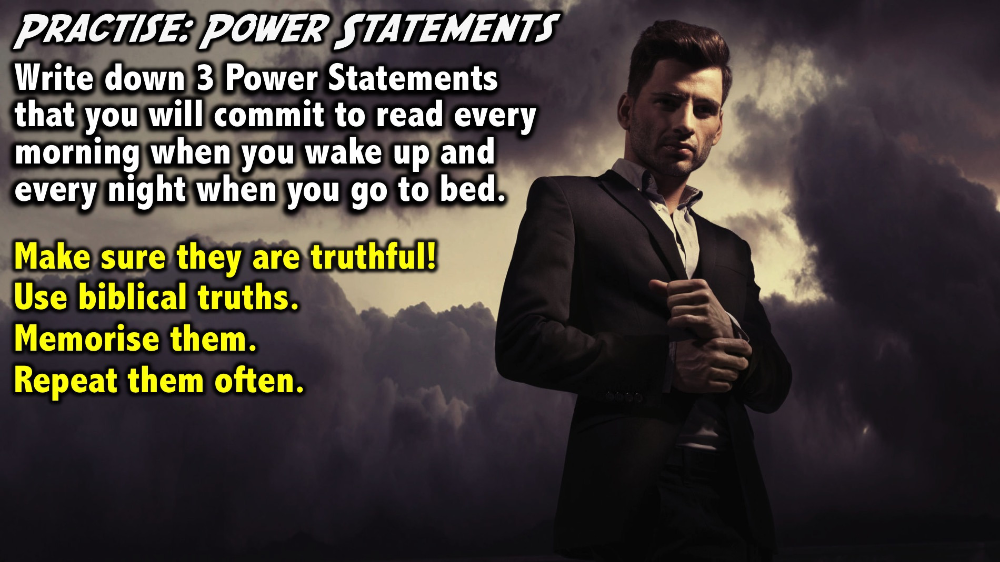 Practise: Power Statements
Write down 3 Power Statements
that you will commit to read every
morning when you wake up and
every night when you go to bed.
Make sure they are truthful!
Use biblical truths.
Memorise them.
Repeat them often.